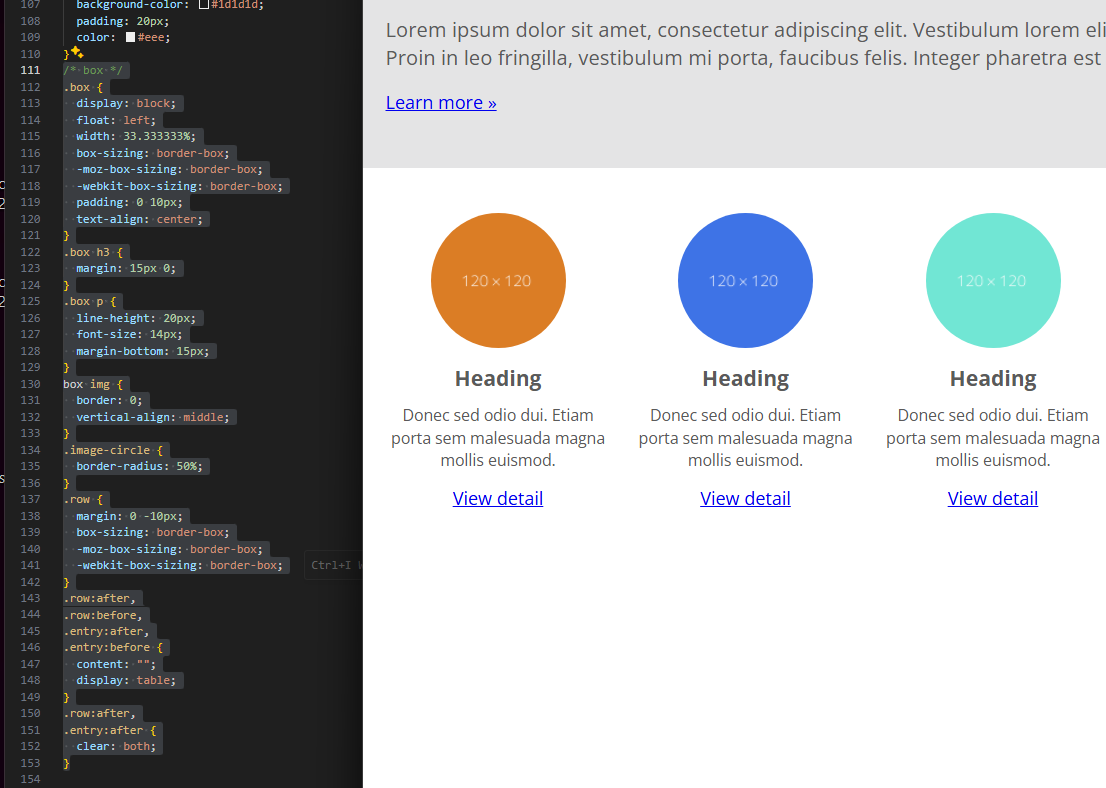 107 background-color: #1d1d1d;
108 padding: 20px;
109 color: #eee;
110 }
111 /* box */
112 .box {
113 display: block;
114 float: left;
115 width: 33.333333%;
116 box-sizing: border-box;
117 -moz-box-sizing: border-box;
118 -webkit-box-sizing: border-box;
119 padding: 0 10px;
120 text-align: center;
121 }
122 .box h3 {
123 margin: 15px 0;
124 }
125 .box p {
126 line-height: 20px;
127 font-size: 14px;
128 margin-bottom: 15px;
129 }
130 box img {
131 border: 0;
132 vertical-align: middle;
133 }
134 .image-circle {
135 border-radius: 50%;
136 }
137 .row {
138 margin: 0 -10px;
139 box-sizing: border-box;
140 -moz-box-sizing: border-box;
141 -webkit-box-sizing: border-box;
Ctrl+I
142 }
143 .row:after,
144 .row:before,
145 .entry:after,
146 .entry:before {
147 content: "";
148 display: table;
149 }
150 .row:after,
151 .entry:after {
152 clear: both;
153 }
154
Lorem ipsum dolor sit amet, consectetur adipiscing elit. Vestibulum lorem eli
Proin in leo fringilla, vestibulum mi porta, faucibus felis. Integer pharetra est
Learn more »
120 × 120
Heading
Donec sed odio dui. Etiam
porta sem malesuada magna
mollis euismod.
View detail
120 × 120
Heading
Donec sed odio dui. Etiam
porta sem malesuada magna
mollis euismod.
View detail
120 × 120
Heading
Donec sed odio dui. Etiam
porta sem malesuada magna
mollis euismod.
View detail